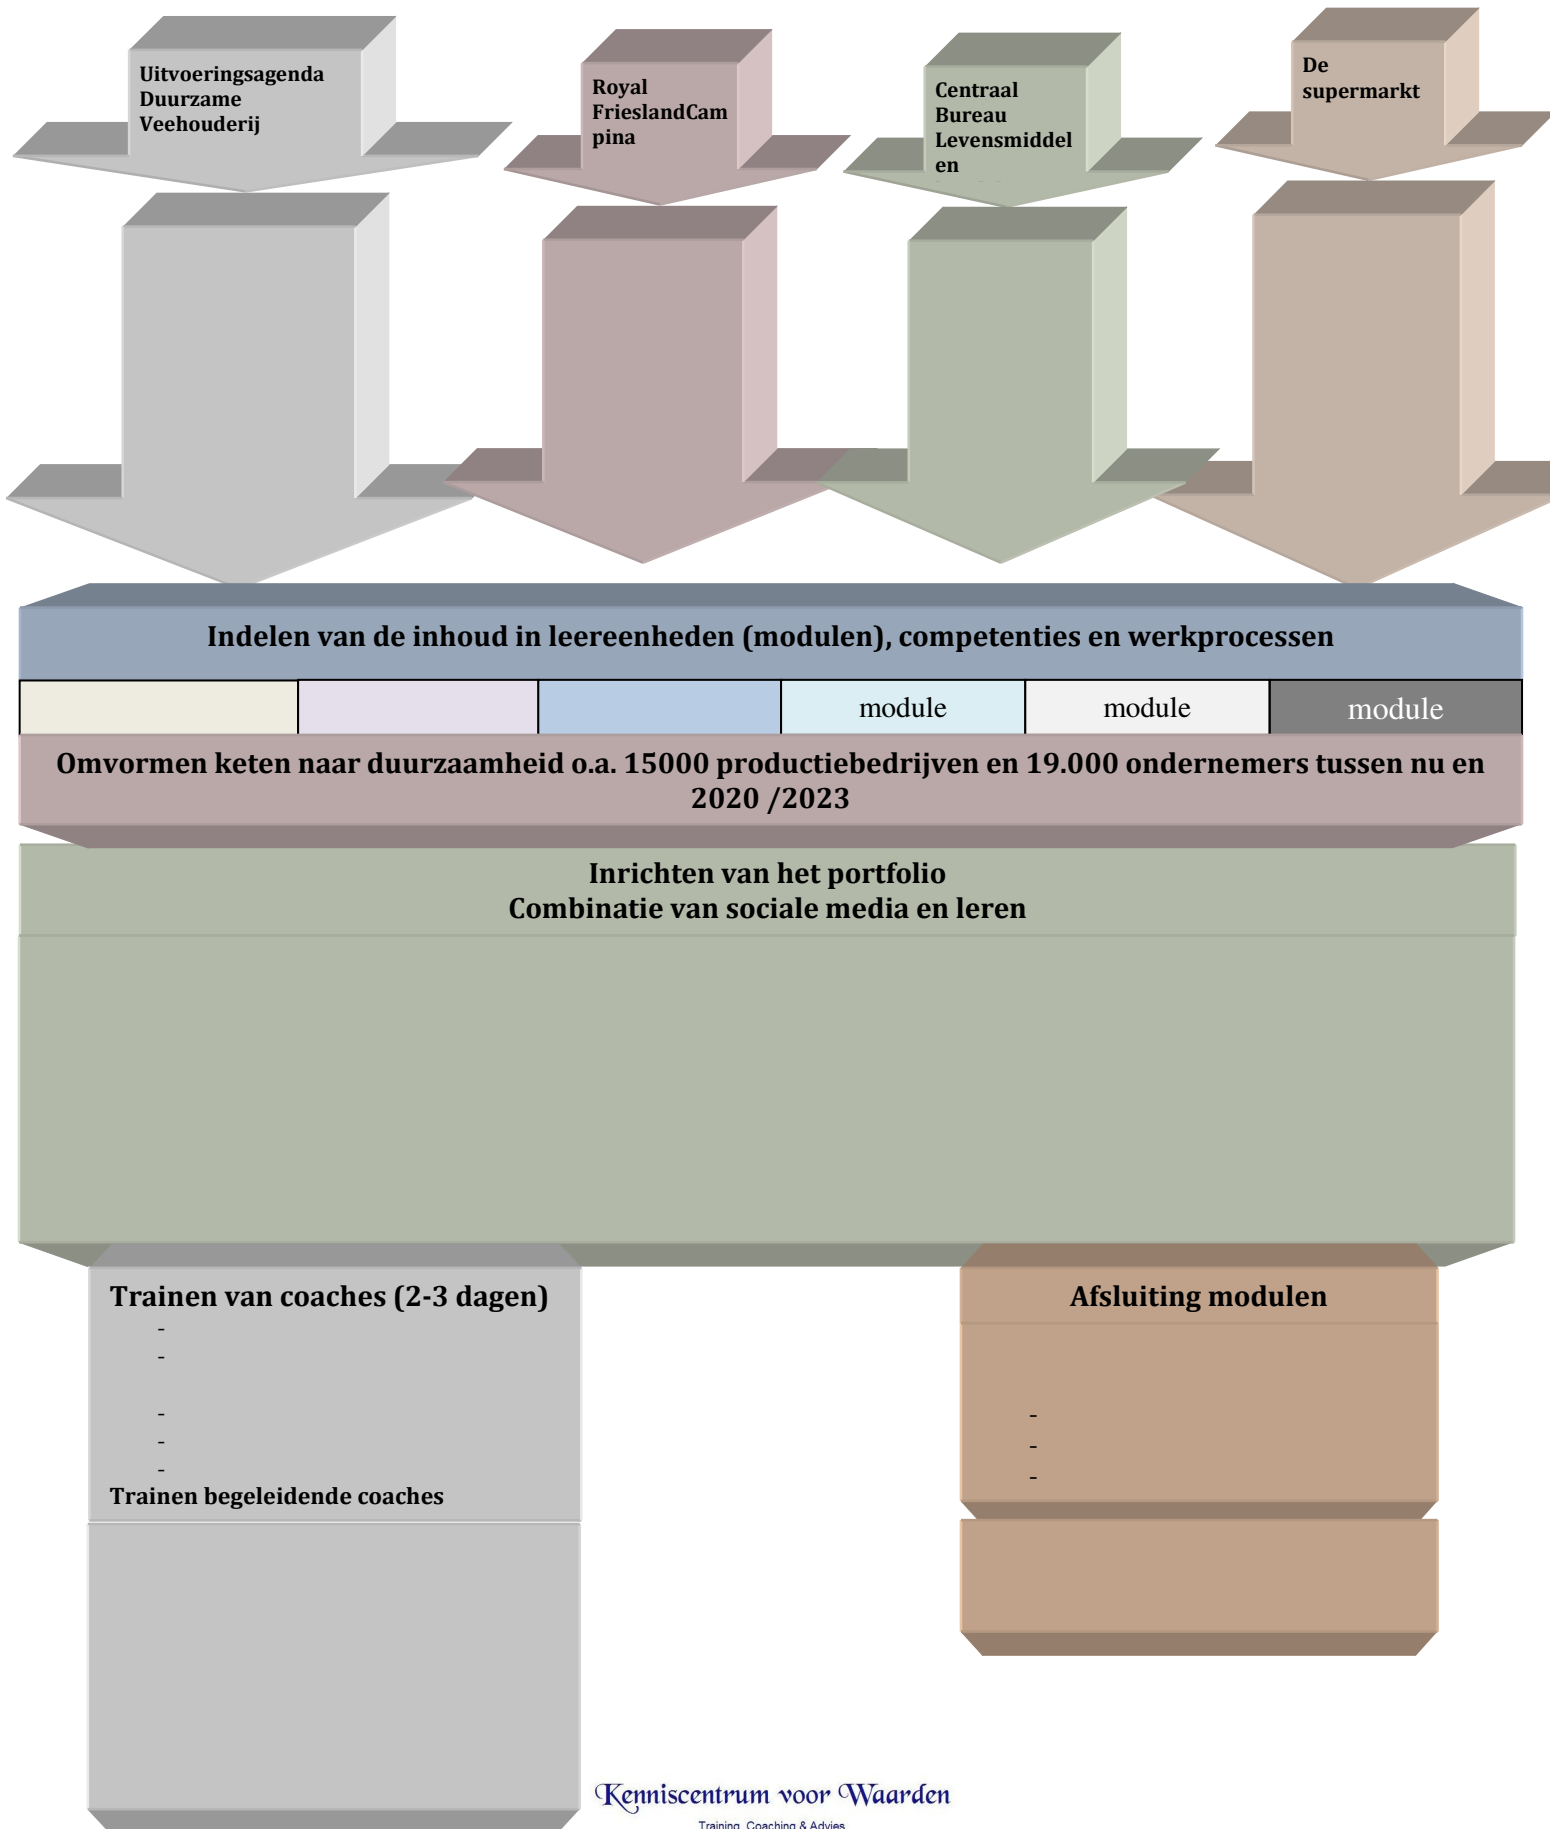 Uitvoeringsagenda
Duurzame
Veehouderij
Royal
FrieslandCam
pina
Centraal
Bureau
Levensmiddel
en
De
supermarkt
Indelen van de inhoud in leereenheden (modulen), competenties en werkprocessen
module
module
module
Omvormen keten naar duurzaamheid o.a. 15000 productiebedrijven en 19.000 ondernemers tussen nu en
2020 /2023
Inrichten van het portfolio
Combinatie van sociale media en leren
Trainen van coaches (2-3 dagen)
-
-
-
-
-
Trainen begeleidende coaches
Afsluiting modulen
-
-
-
Kenniscentrum voor Waarden
Training, Coaching & Advies